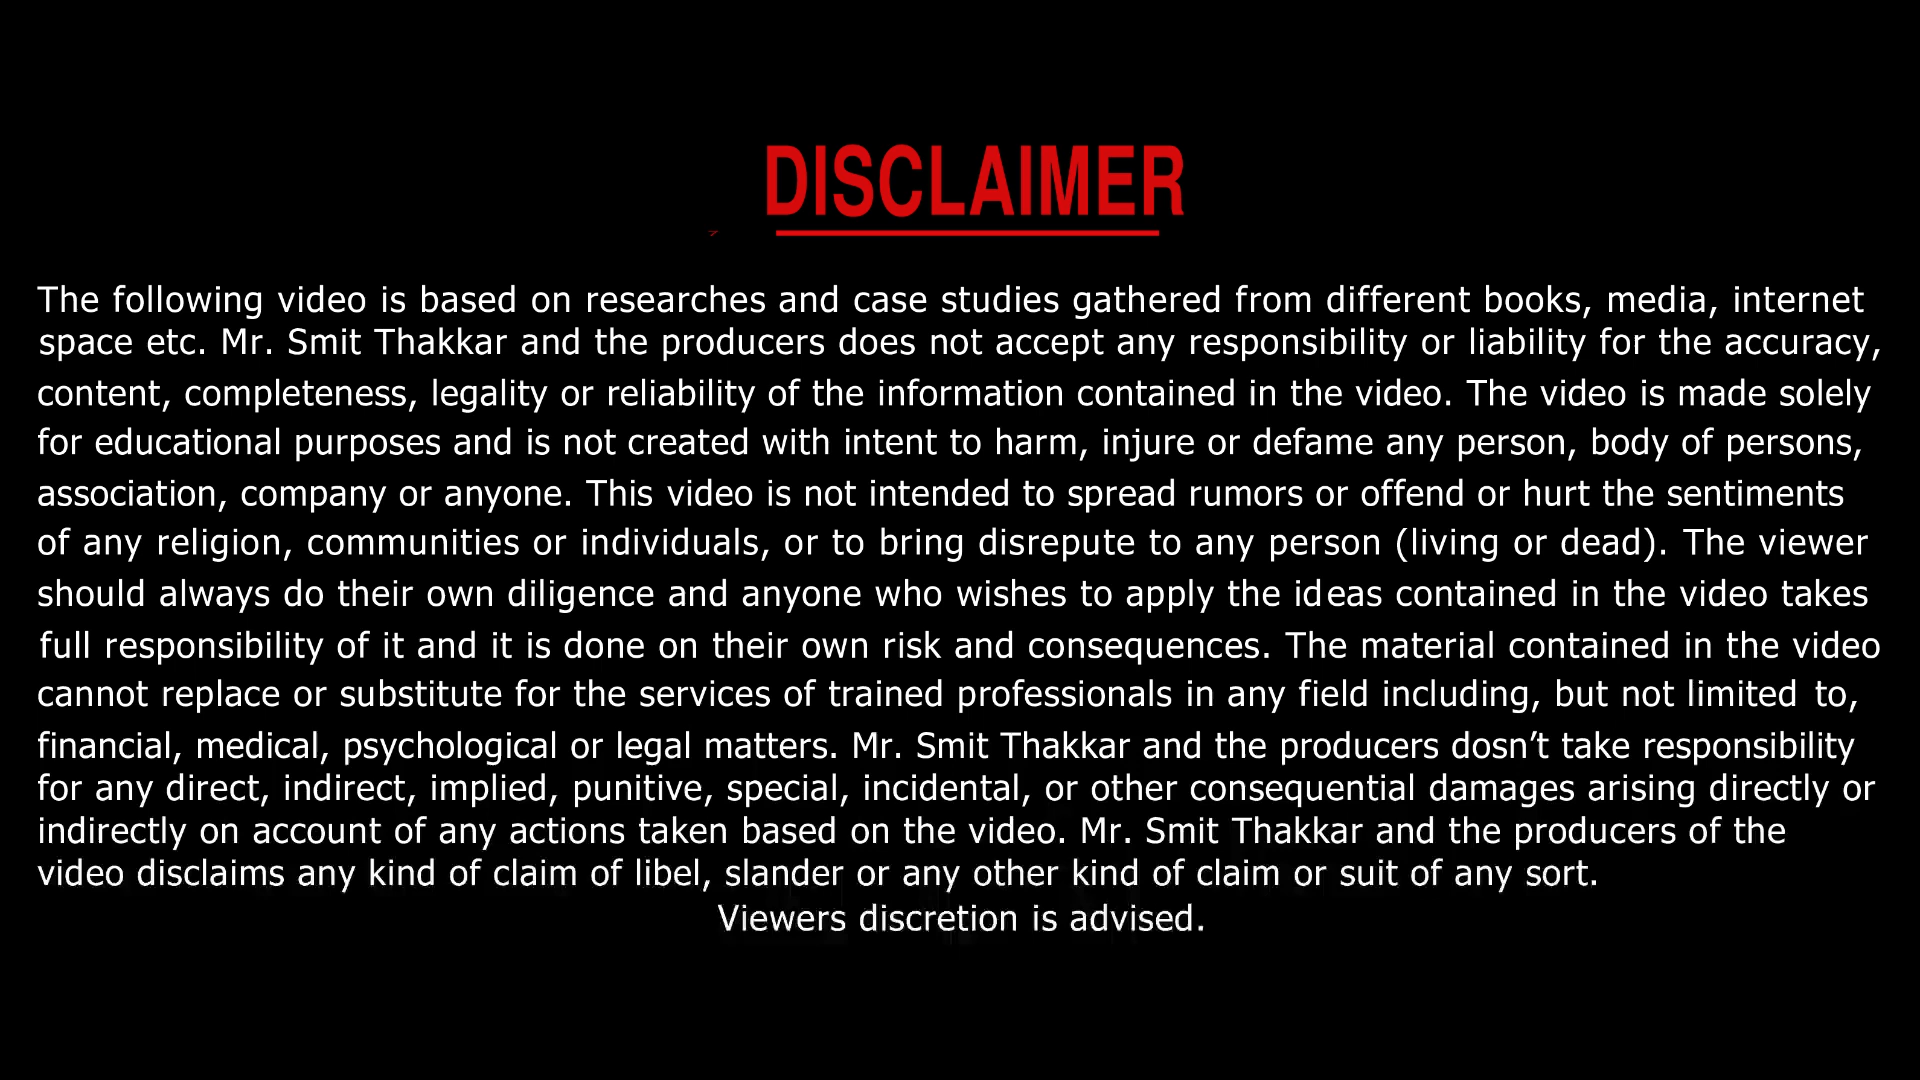 DISCLAIMER
The following video is based on researches and case studies gathered from different books, media, internet
space etc. Mr. Smit Thakkar and the producers does not accept any responsibility or liability for the accuracy,
content, completeness, legality or reliability of the information contained in the video. The video is made solely
for educational purposes and is not created with intent to harm, injure or defame any person, body of persons,
association, company or anyone. This video is not intended to spread rumors or offend or hurt the sentiments
of any religion, communities or individuals, or to bring disrepute to any person (living or dead). The viewer
should always do their own diligence and anyone who wishes to apply the ideas contained in the video takes
full responsibility of it and it is done on their own risk and consequences. The material contained in the video
cannot replace or substitute for the services of trained professionals in any field including, but not limited to,
financial, medical, psychological or legal matters. Mr. Smit Thakkar and the producers dosn’t take responsibility
for any direct, indirect, implied, punitive, special, incidental, or other consequential damages arising directly or
indirectly on account of any actions taken based on the video. Mr. Smit Thakkar and the producers of the
video disclaims any kind of claim of libel, slander or any other kind of claim or suit of any sort.
Viewers discretion is advised.